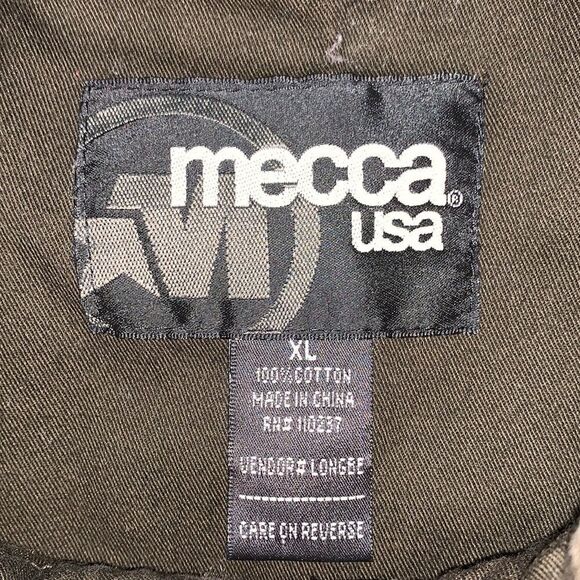 mecca®
usa
M
XL
100% COTTON
MADE IN CHINA
RN# 110237
VENDOR# LONGBE
CARE ON REVERSE